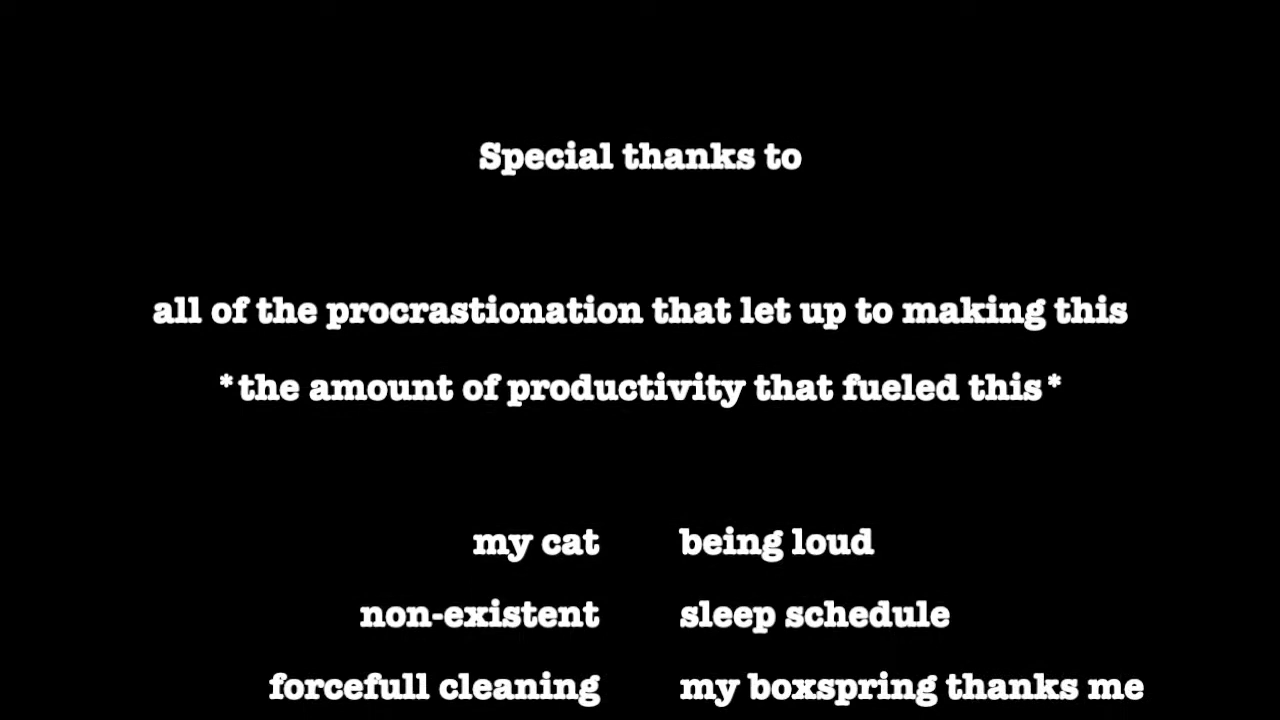 Special thanks to
all of the procrastionation that let up to making this
*the amount of productivity that fueled this*
my cat being loud
non-existent sleep schedule
forcefull cleaning my boxspring thanks me